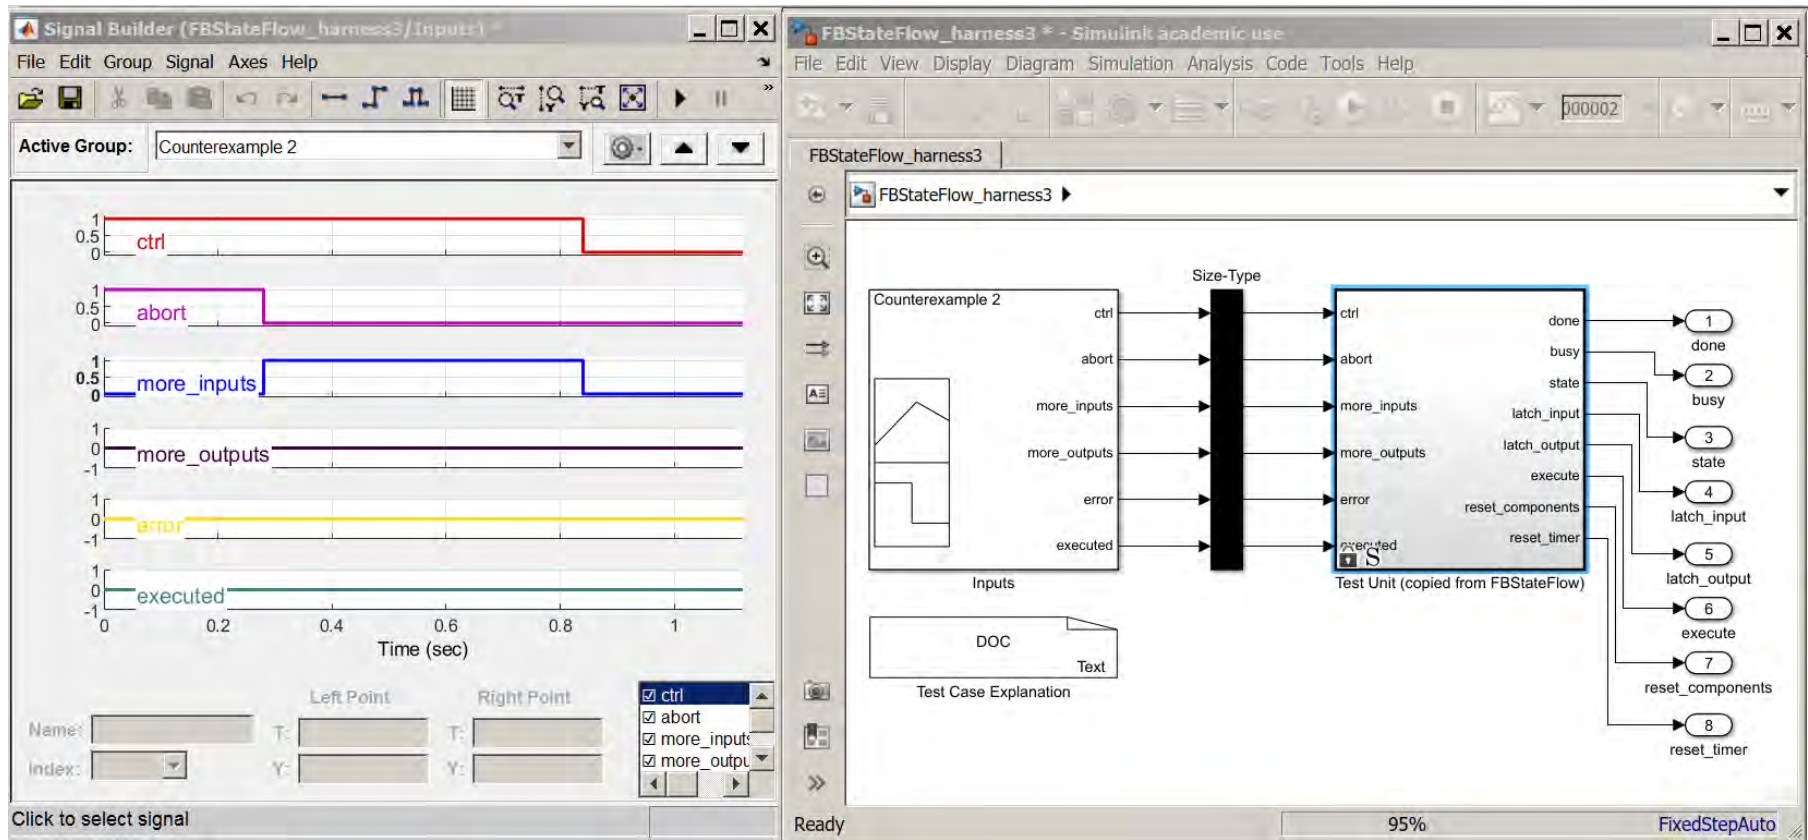 Signal Builder (FBStateFlow_harness3/Inputs) *
File Edit Group Signal Axes Help
Active Group: Counterexample 2
1
0.5
0
ctrl
1
0.5
0
abort
1
0.5
0
more_inputs
1
0
-1
more_outputs
1
0
-1
error
1
0
-1
executed
0 0.2 0.4 0.6 0.8 1
Time (sec)
Left Point Right Point
Name: T: T:
Index: Y: Y:
ctrl
abort
more_inputs
more_outpu
Click to select signal
FBStateFlow_harness3 * - Simulink academic use
File Edit View Display Diagram Simulation Analysis Code Tools Help
000002
FBStateFlow_harness3
FBStateFlow_harness3
Counterexample 2
ctrl
abort
more_inputs
more_outputs
error
executed
Inputs
DOC
Text
Test Case Explanation
Size-Type
ctrl
abort
more_inputs
more_outputs
error
executed
S
done
busy
state
latch_input
latch_output
execute
reset_components
reset_timer
Test Unit (copied from FBStateFlow)
1
done
2
busy
3
state
4
latch_input
5
latch_output
6
execute
7
reset_components
8
reset_timer
Ready 95% FixedStepAuto